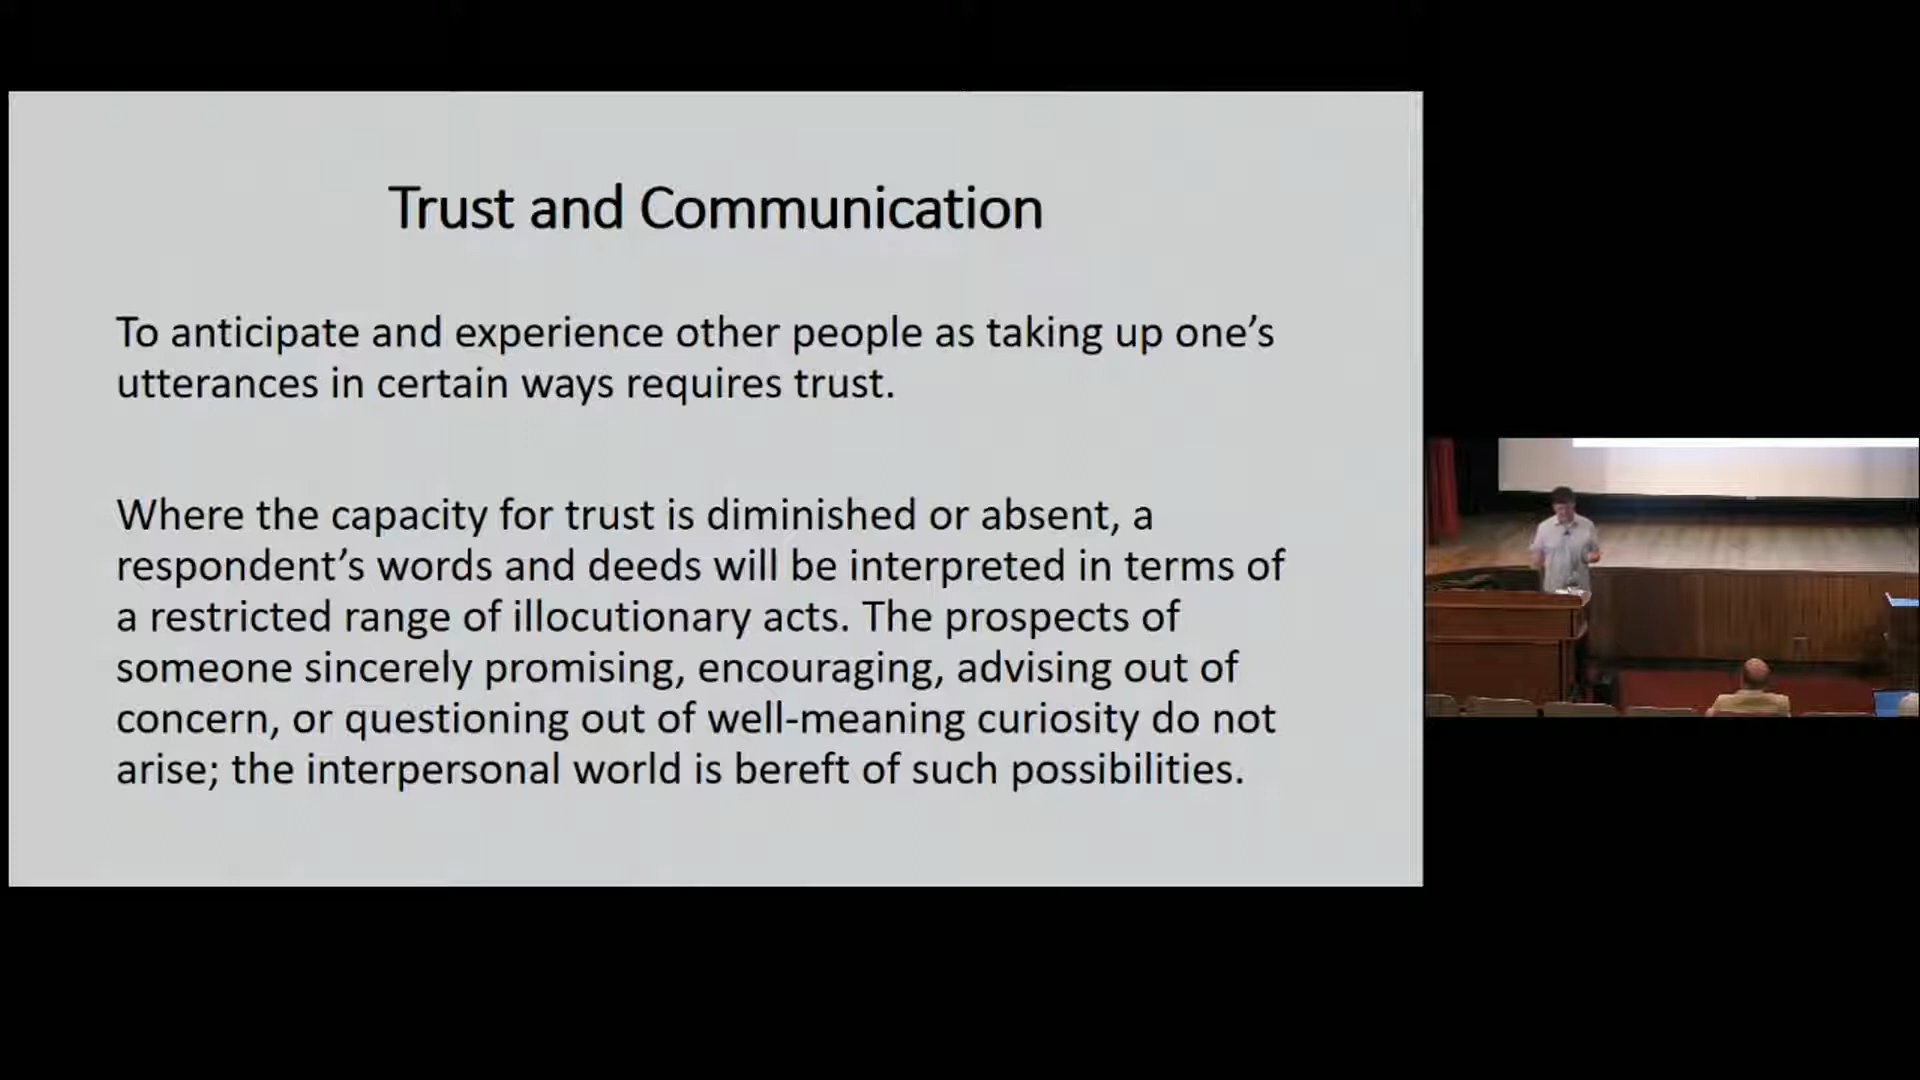 Trust and Communication
To anticipate and experience other people as taking up one’s
utterances in certain ways requires trust.
Where the capacity for trust is diminished or absent, a
respondent’s words and deeds will be interpreted in terms of
a restricted range of illocutionary acts. The prospects of
someone sincerely promising, encouraging, advising out of
concern, or questioning out of well-meaning curiosity do not
arise; the interpersonal world is bereft of such possibilities.